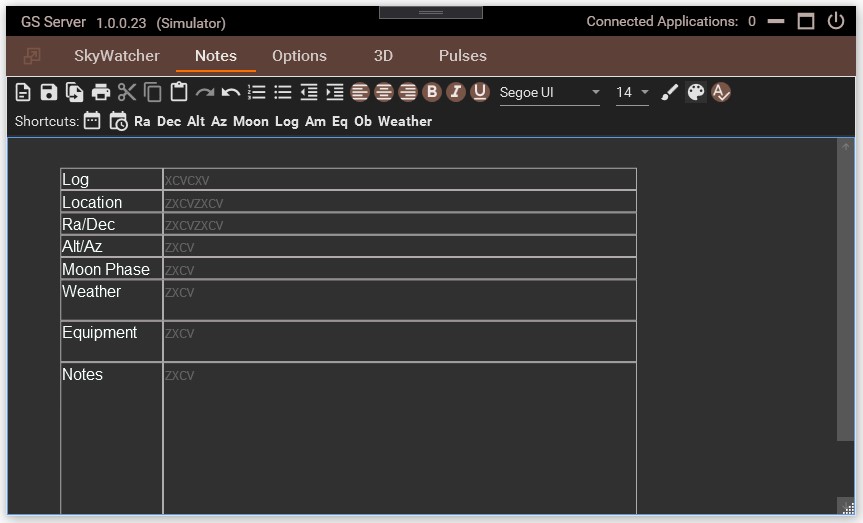 GS Server 1.0.0.23 (Simulator) Connected Applications: 0
SkyWatcher Notes Options 3D Pulses
B I U Segoe UI 14
Shortcuts: Ra Dec Alt Az Moon Log Am Eq Ob Weather
Log xcvcxv
Location zxcvzxcv
Ra/Dec zxcvzxcv
Alt/Az zxcv
Moon Phase zxcv
Weather zxcv
Equipment zxcv
Notes zxcv